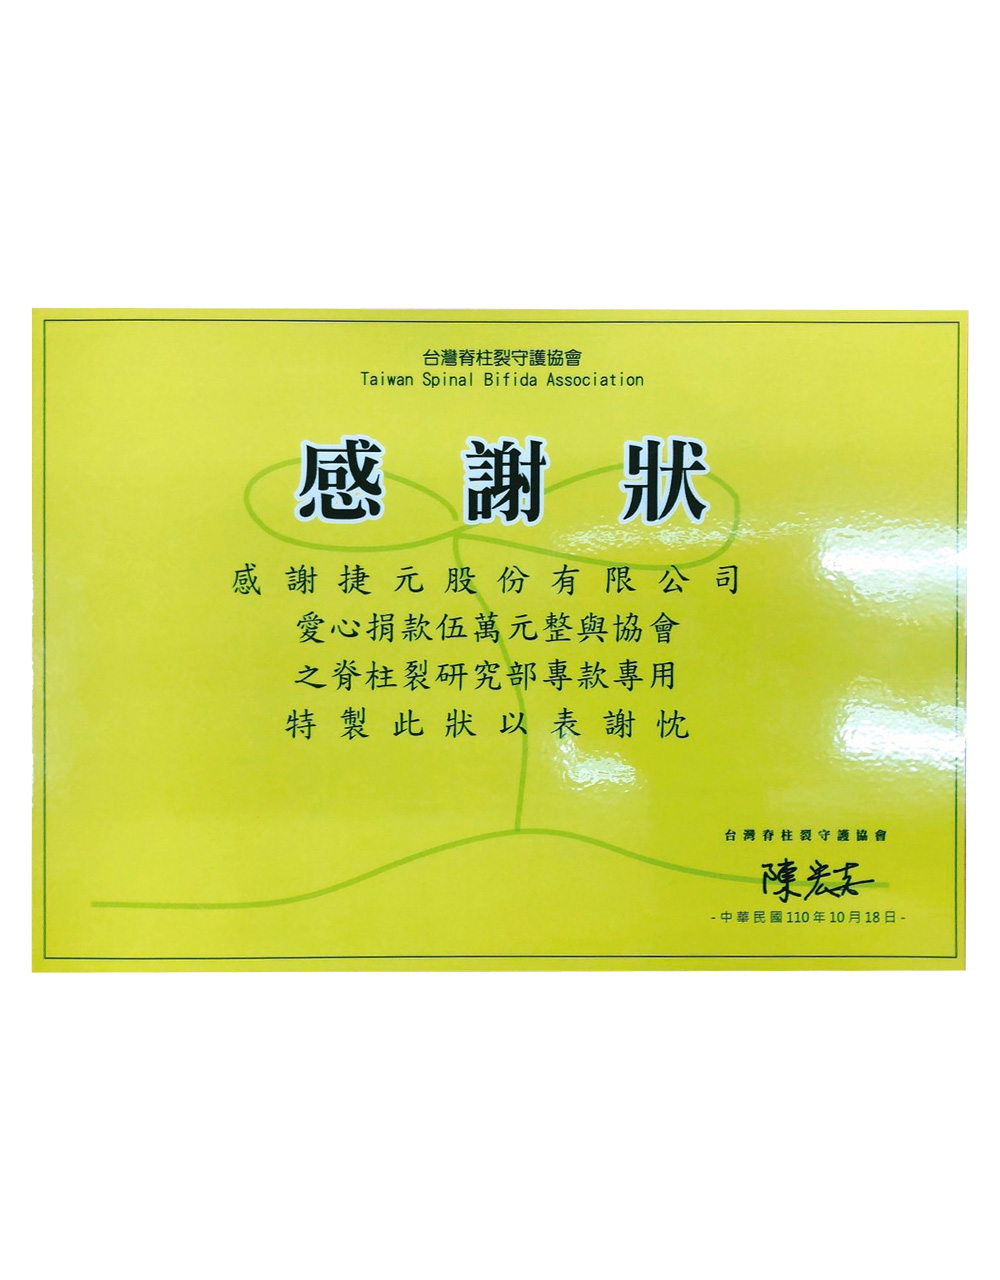 台灣脊柱裂守護協會
Taiwan Spinal Bifida Association
感謝狀
感謝捷元股份有限公司
愛心捐款伍萬元整與協會
之脊柱裂研究部專款專用
特製此狀以表謝忱
台灣脊柱裂守護協會
-中華民國110年10月18日-